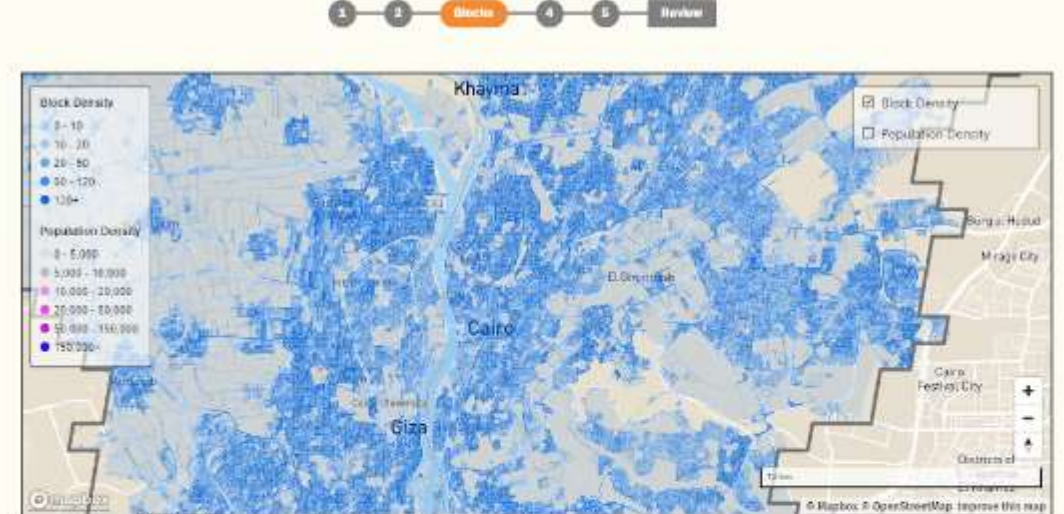 1 2 Blocks 4 5 Review
Khayma
Block Density
0 - 10
10 - 20
20 - 50
50 - 120
120+
Population Density
0 - 5,000
5,000 - 10,000
10,000 - 20,000
20,000 - 50,000
50,000 - 150,000
150,000+
Block Density
Population Density
Mirage City
Cairo
Cairo
Festival City
Giza
Districts of
mapbox
© Mapbox © OpenStreetMap Improve this map